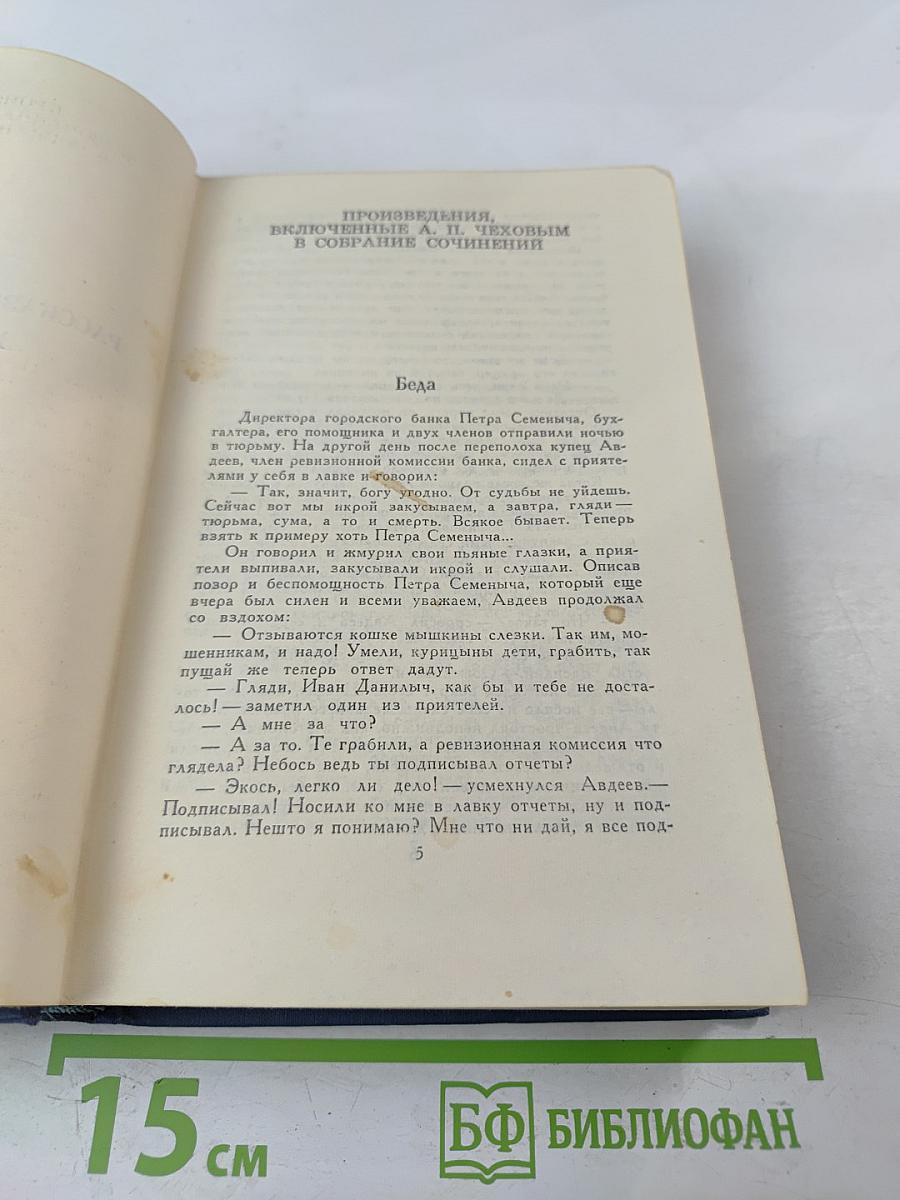 ПРОИЗВЕДЕНИЯ,
ВКЛЮЧЕННЫЕ А. П. ЧЕХОВЫМ
В СОБРАНИЕ СОЧИНЕНИЙ
Беда
Директора городского банка Петра Семеныча, бух-
галтера, его помощника и двух членов отправили ночью
в тюрьму. На другой день после переполоха купец Ав-
деев, член ревизионной комиссии банка, сидел с прияте-
лями у себя в лавке и говорил:
— Так, значит, богу угодно. От судьбы не уйдешь.
Сейчас вот мы икрой закусываем, а завтра, гляди —
тюрьма, сума, а то и смерть. Всякое бывает. Теперь
взять к примеру хоть Петра Семеныча...
Он говорил и жмурил свои пьяные глазки, а прия-
тели выпивали, закусывали икрой и слушали. Описав
позор и беспомощность Петра Семеныча, который еще
вчера был силен и всеми уважаем, Авдеев продолжал
со вздохом:
— Отзываются кошке мышкины слезки. Так им, мо-
шенникам, и надо! Умели, курицыны дети, грабить, так
пущай же теперь ответ дадут.
— Гляди, Иван Данилыч, как бы и тебе не доста-
лось! — заметил один из приятелей.
— А мне за что?
— А за то. Те грабили, а ревизионная комиссия что
глядела? Небось ведь ты подписывал отчеты?
— Экось, легко ли дело! — усмехнулся Авдеев.—
Подписывал! Носили ко мне в лавку отчеты, ну и под-
писывал. Нешто я понимаю? Мне что ни дай, я все под-
5
15 см
БФ БИБЛИОФАН